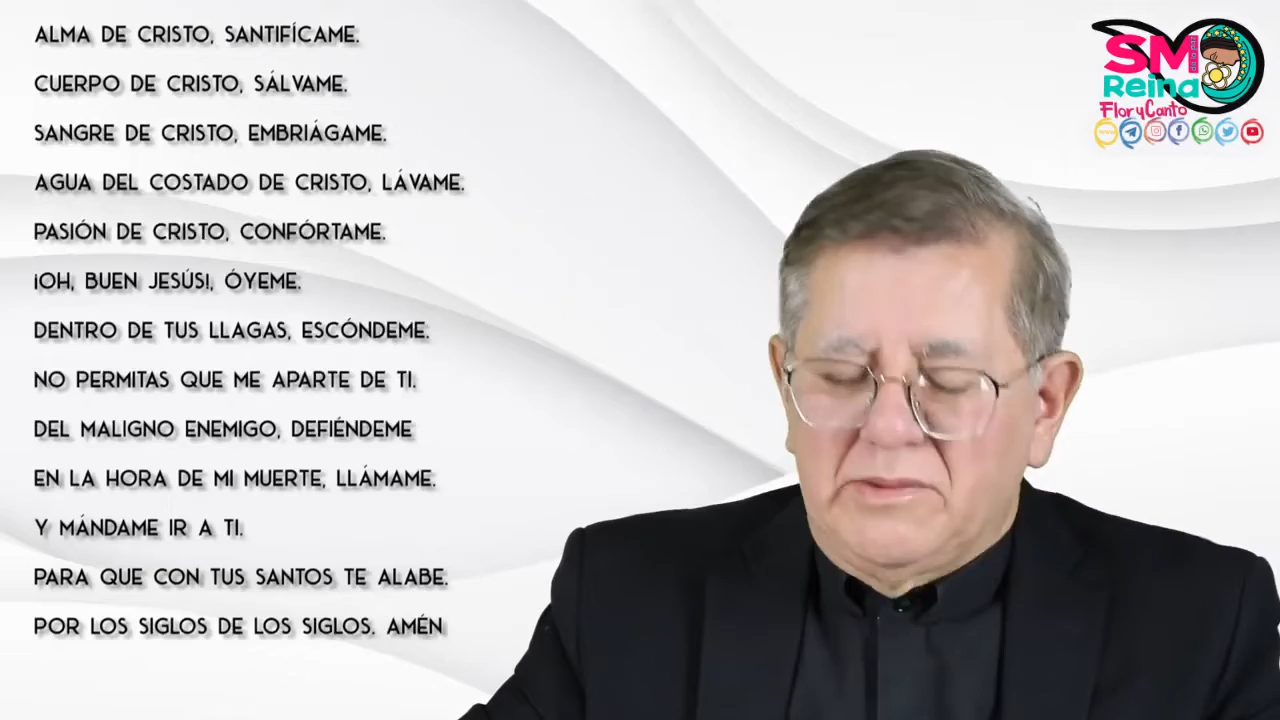 ALMA DE CRISTO, SANTIFÍCAME.
CUERPO DE CRISTO, SÁLVAME.
SANGRE DE CRISTO, EMBRIÁGAME.
AGUA DEL COSTADO DE CRISTO, LÁVAME.
PASIÓN DE CRISTO, CONFÓRTAME.
¡OH, BUEN JESÚS!, ÓYEME.
DENTRO DE TUS LLAGAS, ESCÓNDEME.
NO PERMITAS QUE ME APARTE DE TI.
DEL MALIGNO ENEMIGO, DEFIÉNDEME
EN LA HORA DE MI MUERTE, LLÁMAME.
Y MÁNDAME IR A TI.
PARA QUE CON TUS SANTOS TE ALABE.
POR LOS SIGLOS DE LOS SIGLOS. AMÉN
SM
Reina
Flor y Canto